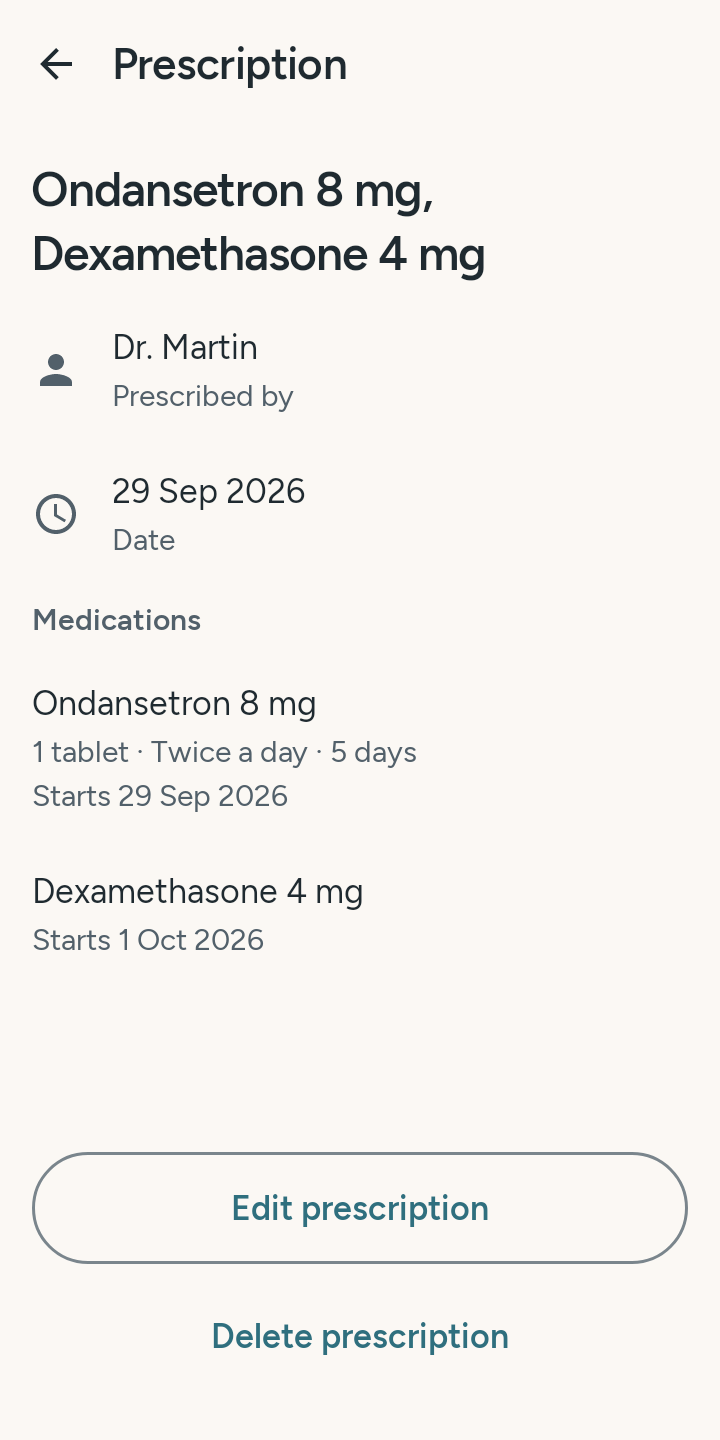 Prescription
Ondansetron 8 mg,
Dexamethasone 4 mg
Dr. Martin
Prescribed by
29 Sep 2026
Date
Medications
Ondansetron 8 mg
1 tablet · Twice a day · 5 days
Starts 29 Sep 2026
Dexamethasone 4 mg
Starts 1 Oct 2026
Edit prescription
Delete prescription